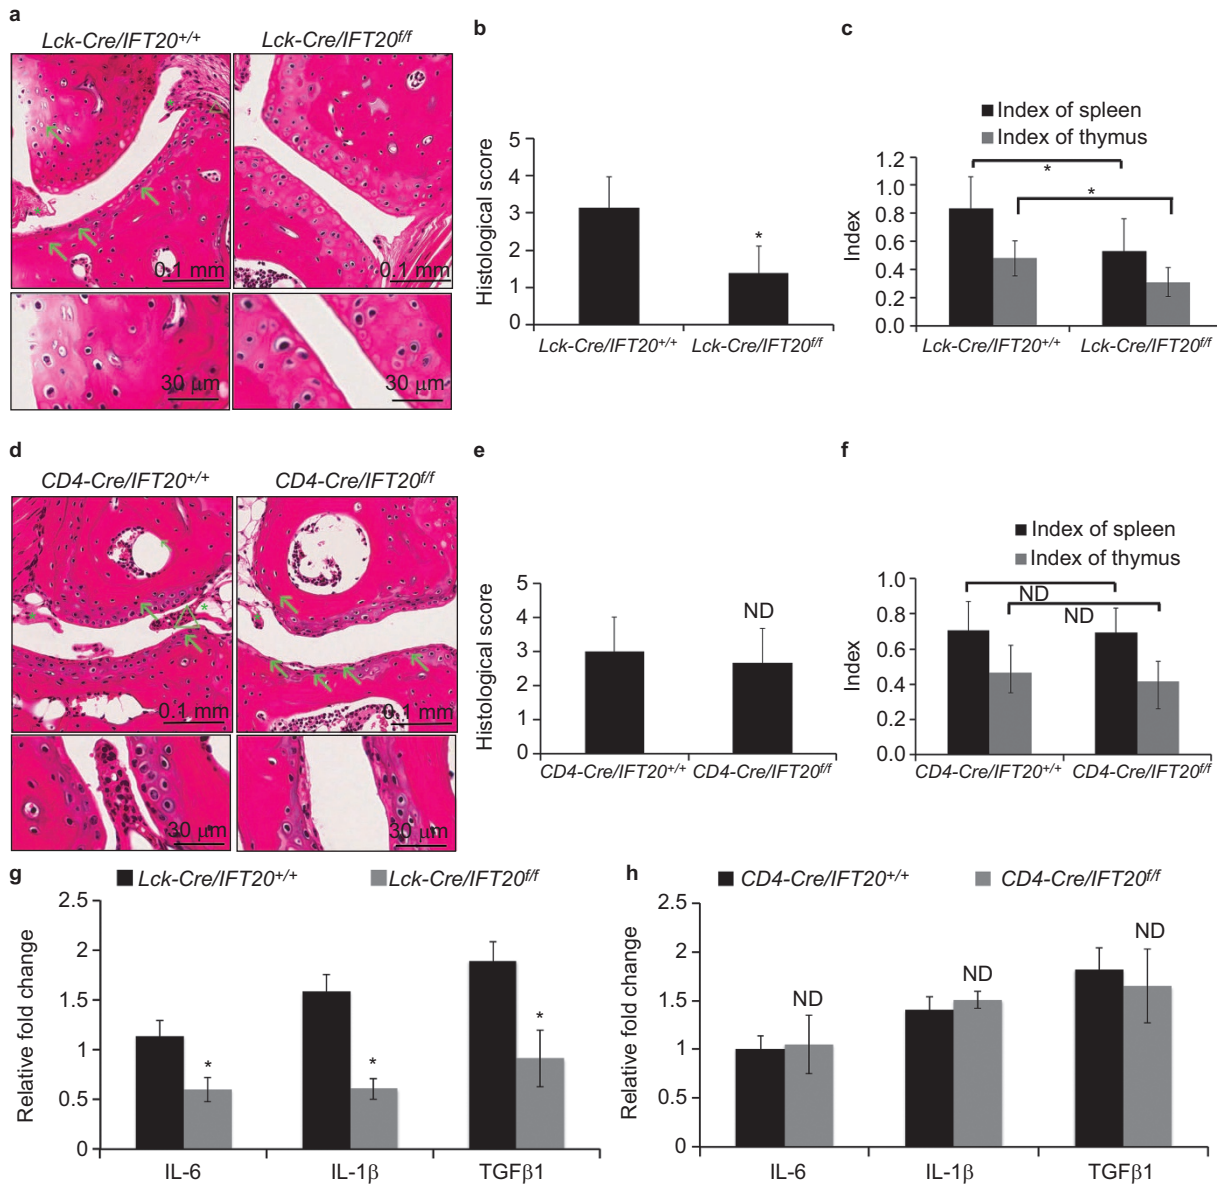 a
Lck-Cre/IFT20+/+ Lck-Cre/IFT20f/f
0.1 mm 0.1 mm
30 μm 30 μm
b
Histological score
5
4
3
2
1
0
*
Lck-Cre/IFT20+/+ Lck-Cre/IFT20f/f
c
Index of spleen
Index of thymus
Index
1.2
1.0
0.8
0.6
0.4
0.2
0.0
*
*
Lck-Cre/IFT20+/+ Lck-Cre/IFT20f/f
d
CD4-Cre/IFT20+/+ CD4-Cre/IFT20f/f
*
0.1 mm 0.1 mm
30 μm 30 μm
e
Histological score
5
4
3
2
1
0
ND
CD4-Cre/IFT20+/+ CD4-Cre/IFT20f/f
f
Index of spleen
Index of thymus
Index
1.0
0.8
0.6
0.4
0.2
0.0
ND
ND
CD4-Cre/IFT20+/+ CD4-Cre/IFT20f/f
g
Lck-Cre/IFT20+/+ Lck-Cre/IFT20f/f
Relative fold change
2.5
2
1.5
1
0.5
0
* * *
IL-6 IL-1β TGFβ1
h
CD4-Cre/IFT20+/+ CD4-Cre/IFT20f/f
Relative fold change
2.5
2
1.5
1
0.5
0
ND ND ND
IL-6 IL-1β TGFβ1